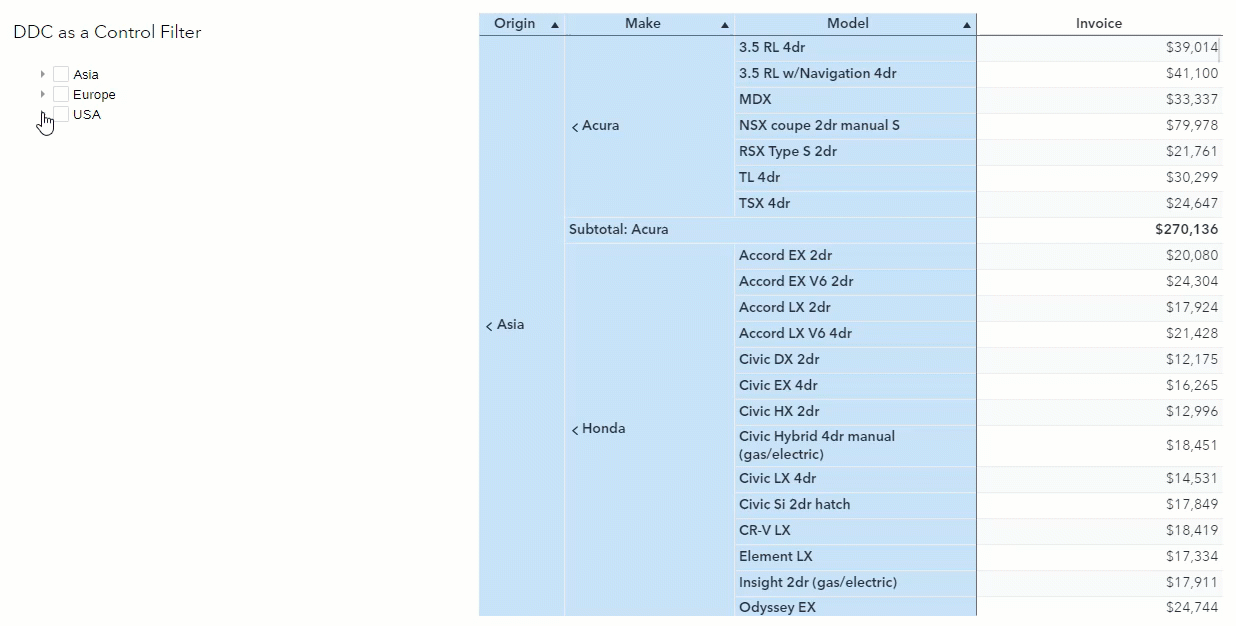 DDC as a Control Filter
Asia
Europe
USA
Origin Make Model Invoice
3.5 RL 4dr $39,014
3.5 RL w/Navigation 4dr $41,100
MDX $33,337
Acura NSX coupe 2dr manual S $79,978
RSX Type S 2dr $21,761
TL 4dr $30,299
TSX 4dr $24,647
Subtotal: Acura $270,136
Accord EX 2dr $20,080
Accord EX V6 2dr $24,304
Accord LX 2dr $17,924
Asia Accord LX V6 4dr $21,428
Civic DX 2dr $12,175
Civic EX 4dr $16,265
Civic HX 2dr $12,996
Honda Civic Hybrid 4dr manual
(gas/electric) $18,451
Civic LX 4dr $14,531
Civic Si 2dr hatch $17,849
CR-V LX $18,419
Element LX $17,334
Insight 2dr (gas/electric) $17,911
Odyssey EX $24,744